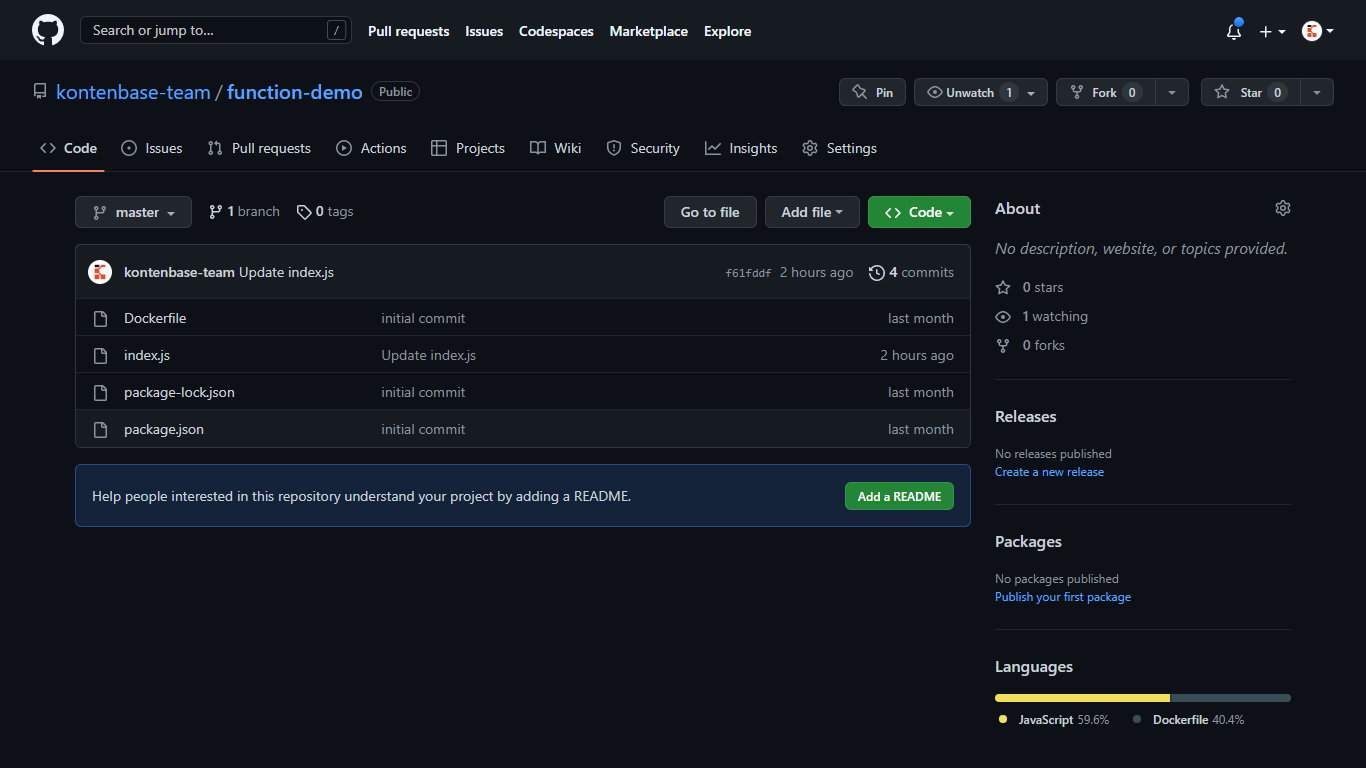 Search or jump to... /
Pull requests Issues Codespaces Marketplace Explore
kontenbase-team / function-demo Public
Pin Unwatch 1 Fork 0 Star 0
Code Issues Pull requests Actions Projects Wiki Security Insights Settings
master 1 branch 0 tags Go to file Add file Code
kontenbase-team Update index.js f61fddf 2 hours ago 4 commits
Dockerfile initial commit last month
index.js Update index.js 2 hours ago
package-lock.json initial commit last month
package.json initial commit last month
Help people interested in this repository understand your project by adding a README. Add a README
About
No description, website, or topics provided.
0 stars
1 watching
0 forks
Releases
No releases published
Create a new release
Packages
No packages published
Publish your first package
Languages
JavaScript 59.6% Dockerfile 40.4%